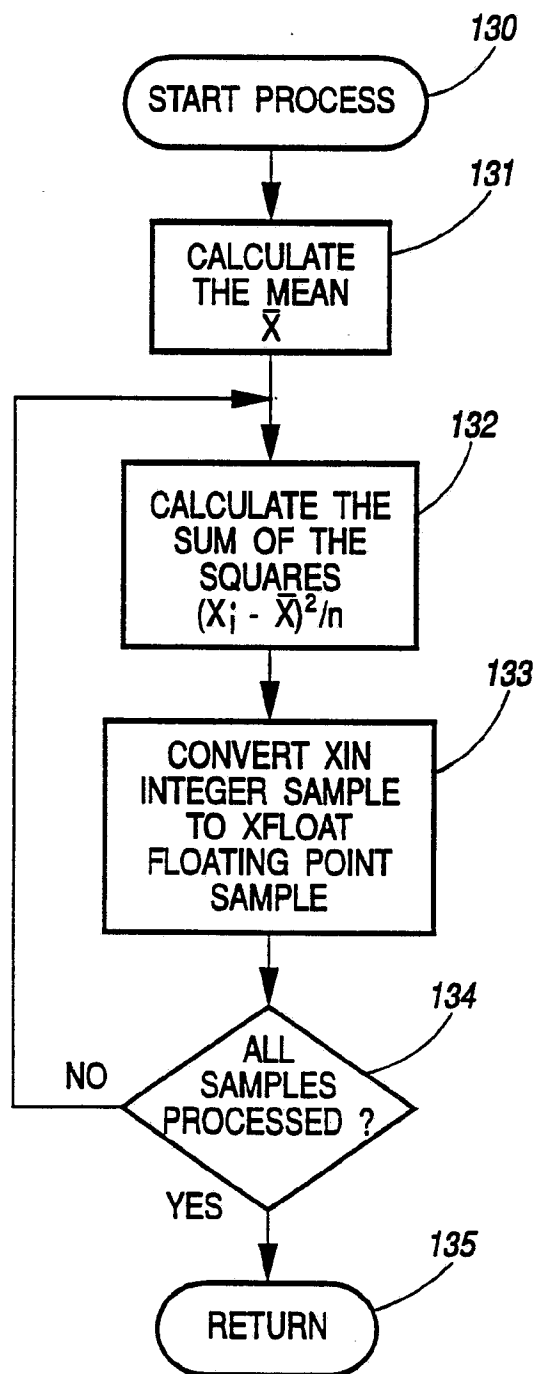 130
START PROCESS
131
CALCULATE
THE MEAN
X̅
132
CALCULATE THE
SUM OF THE
SQUARES
(Xi - X̅)²/n
133
CONVERT XIN
INTEGER SAMPLE
TO XFLOAT
FLOATING POINT
SAMPLE
134
ALL
SAMPLES
PROCESSED ?
NO
YES
135
RETURN